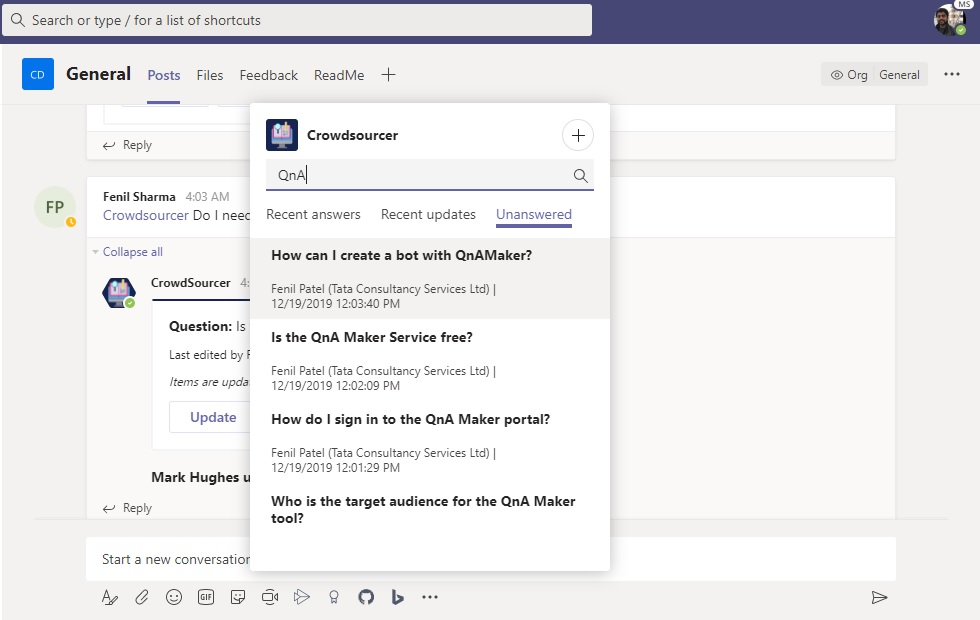 Search or type / for a list of shortcuts
MS
CD
General Posts Files Feedback ReadMe
Org General
Reply
FP
Fenil Sharma 4:03 AM
Crowdsourcer Do I need
Collapse all
CrowdSourcer 4:
Question: Is
Last edited by F
Items are upda
Update
Mark Hughes u
Reply
Start a new conversation
GIF
Crowdsourcer
QnA
Recent answers Recent updates Unanswered
How can I create a bot with QnAMaker?
Fenil Patel (Tata Consultancy Services Ltd) |
12/19/2019 12:03:40 PM
Is the QnA Maker Service free?
Fenil Patel (Tata Consultancy Services Ltd) |
12/19/2019 12:02:09 PM
How do I sign in to the QnA Maker portal?
Fenil Patel (Tata Consultancy Services Ltd) |
12/19/2019 12:01:29 PM
Who is the target audience for the QnA Maker
tool?